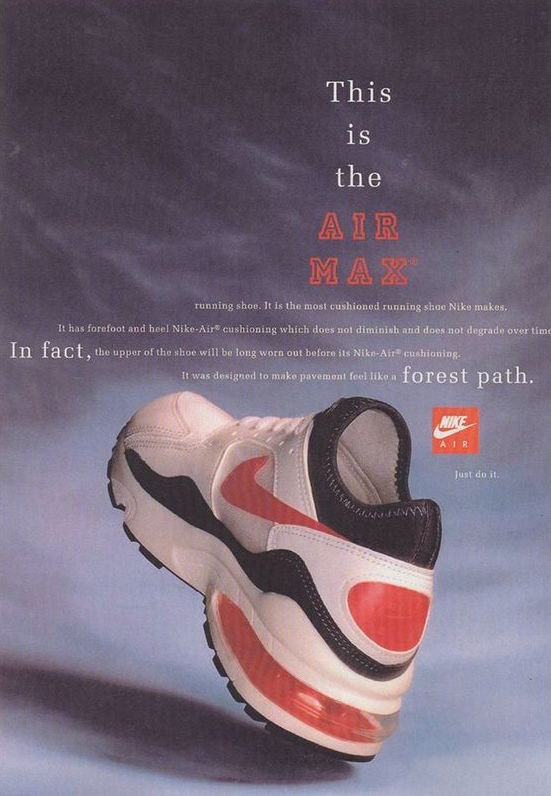 This
is
the
AIR
MAX®
running shoe. It is the most cushioned running shoe Nike makes.
It has forefoot and heel Nike-Air® cushioning which does not diminish and does not degrade over time
In fact, the upper of the shoe will be long worn out before its Nike-Air® cushioning.
It was designed to make pavement feel like a forest path.
NIKE
AIR
Just do it.